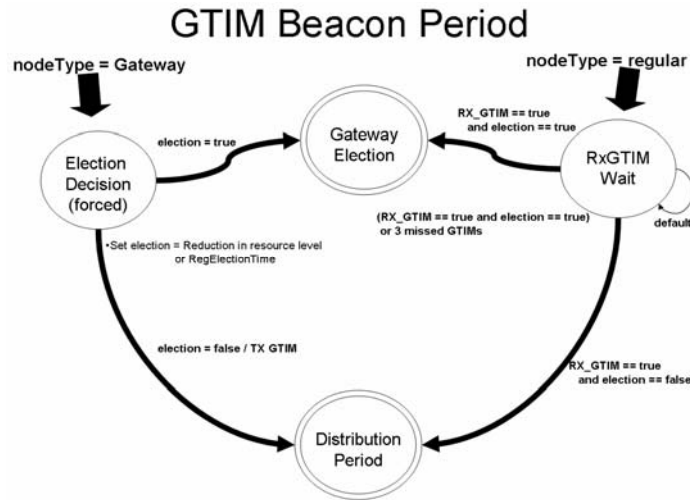 GTIM Beacon Period
nodeType = Gateway
nodeType = regular
election = true
Gateway
Election
RX_GTIM == true
and election == true
Election
Decision
(forced)
RxGTIM
Wait
default
(RX_GTIM == true and election == true)
or 3 missed GTIMs
•Set election = Reduction in resource level
or RegElectionTime
election = false / TX GTIM
RX_GTIM == true
and election == false
Distribution
Period